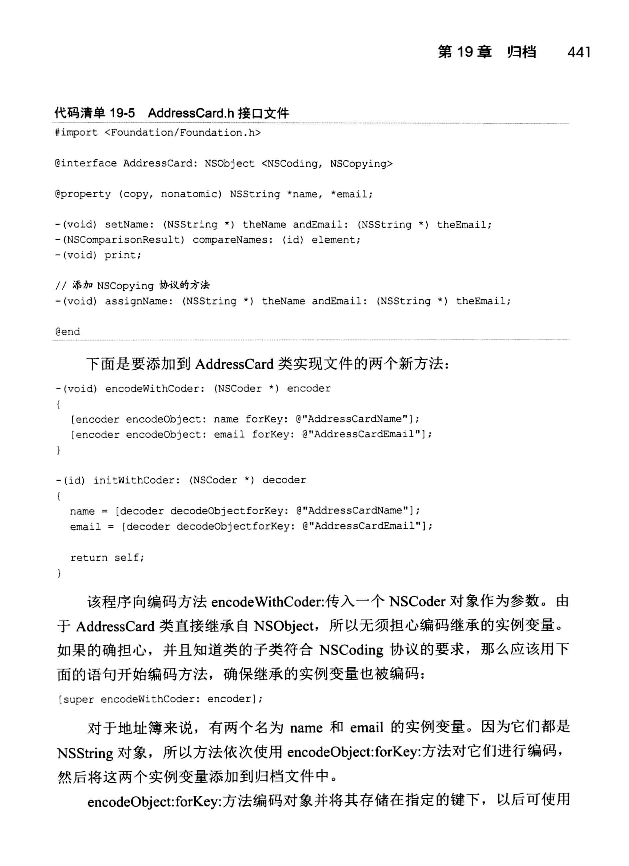 第 19 章 归档 441
代码清单 19-5 AddressCard.h 接口文件
#import <Foundation/Foundation.h>
@interface AddressCard: NSObject <NSCoding, NSCopying>
@property (copy, nonatomic) NSString *name, *email;
-(void) setName: (NSString *) theName andEmail: (NSString *) theEmail;
-(NSComparisonResult) compareNames: (id) element;
-(void) print;
// 添加 NSCopying 协议的方法
-(void) assignName: (NSString *) theName andEmail: (NSString *) theEmail;
@end
下面是要添加到 AddressCard 类实现文件的两个新方法：
-(void) encodeWithCoder: (NSCoder *) encoder
{
[encoder encodeObject: name forKey: @"AddressCardName"];
[encoder encodeObject: email forKey: @"AddressCardEmail"];
}
-(id) initWithCoder: (NSCoder *) decoder
{
name = [decoder decodeObjectforKey: @"AddressCardName"];
email = [decoder decodeObjectforKey: @"AddressCardEmail"];
return self;
}
该程序向编码方法 encodeWithCoder:传入一个 NSCoder 对象作为参数。由
于 AddressCard 类直接继承自 NSObject，所以无须担心编码继承的实例变量。
如果的确担心，并且知道类的子类符合 NSCoding 协议的要求，那么应该用下
面的语句开始编码方法，确保继承的实例变量也被编码：
[super encodeWithCoder: encoder];
对于地址簿来说，有两个名为 name 和 email 的实例变量。因为它们都是
NSString 对象，所以方法依次使用 encodeObject:forKey:方法对它们进行编码，
然后将这两个实例变量添加到归档文件中。
encodeObject:forKey:方法编码对象并将其存储在指定的键下，以后可使用